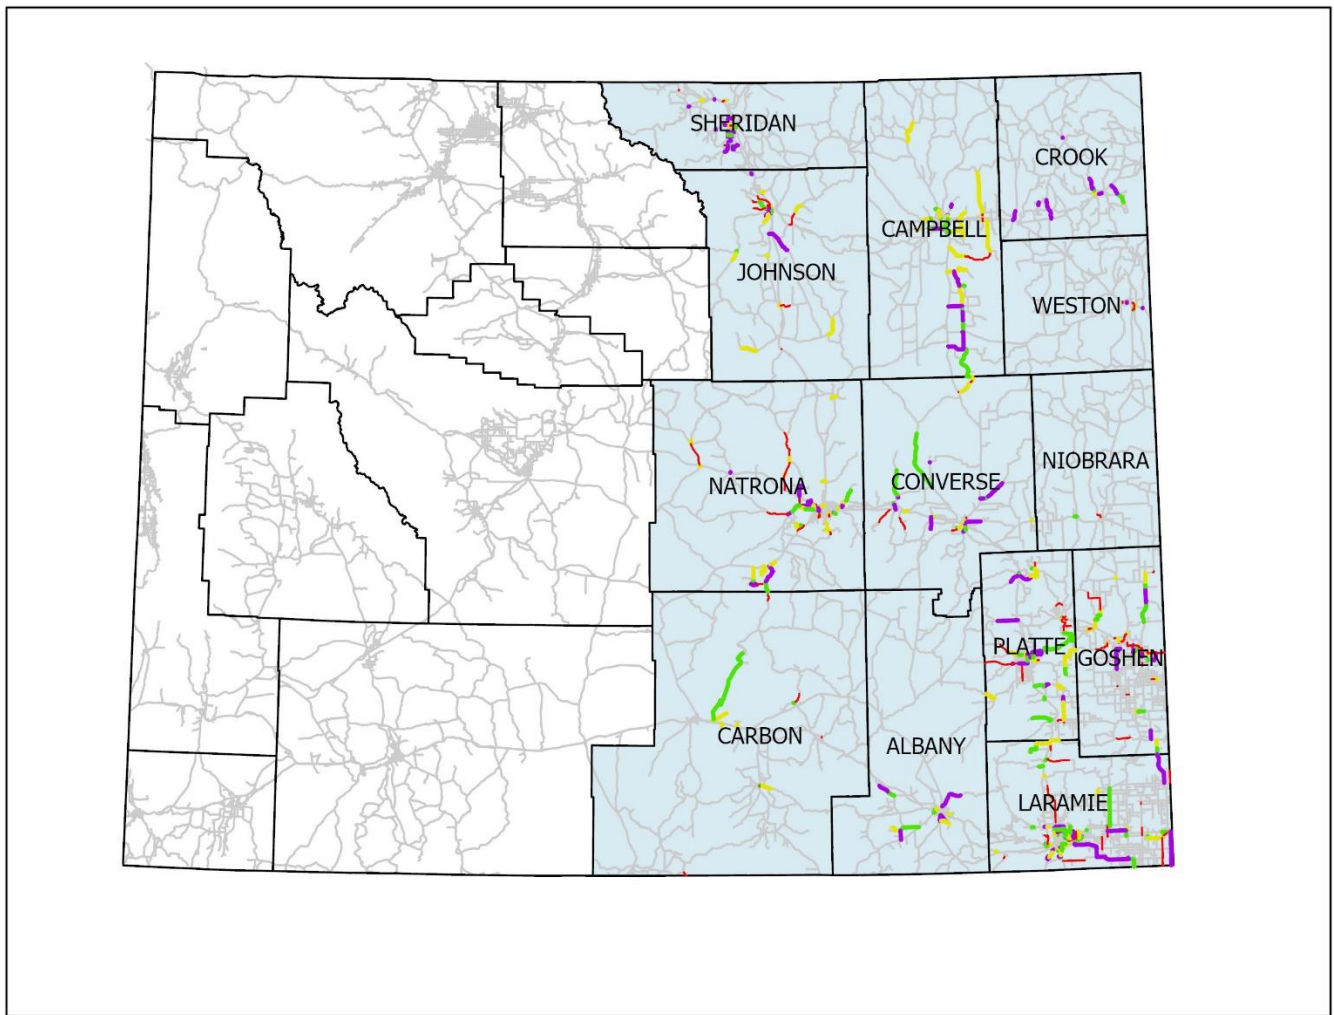 SHERIDAN
CROOK
CAMPBELL
JOHNSON
WESTON
NIOBRARA
NATRONA
CONVERSE
PLATTE
GOSHEN
CARBON
ALBANY
LARAMIE